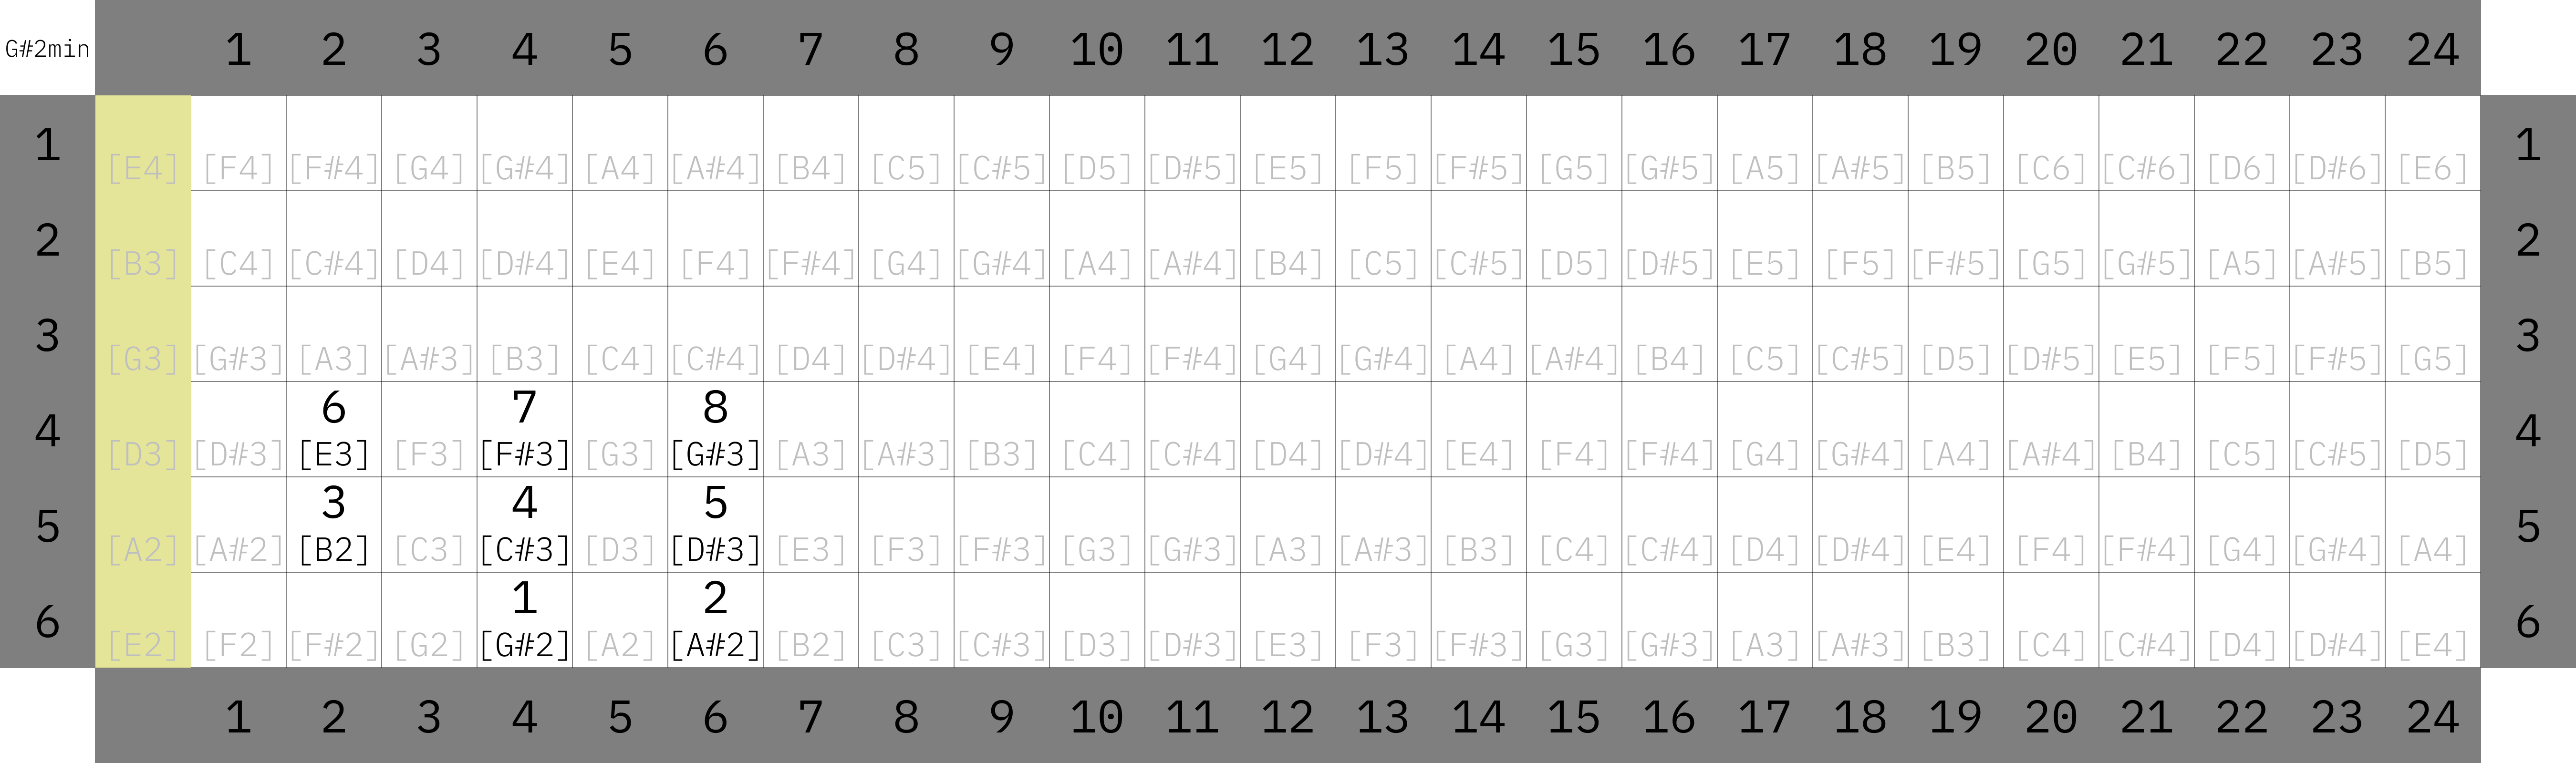 G#2min 1 2 3 4 5 6 7 8 9 10 11 12 13 14 15 16 17 18 19 20 21 22 23 24
1 [E4] [F4] [F#4] [G4] [G#4] [A4] [A#4] [B4] [C5] [C#5] [D5] [D#5] [E5] [F5] [F#5] [G5] [G#5] [A5] [A#5] [B5] [C6] [C#6] [D6] [D#6] [E6] 1
2 [B3] [C4] [C#4] [D4] [D#4] [E4] [F4] [F#4] [G4] [G#4] [A4] [A#4] [B4] [C5] [C#5] [D5] [D#5] [E5] [F5] [F#5] [G5] [G#5] [A5] [A#5] [B5] 2
3 [G3] [G#3] [A3] [A#3] [B3] [C4] [C#4] [D4] [D#4] [E4] [F4] [F#4] [G4] [G#4] [A4] [A#4] [B4] [C5] [C#5] [D5] [D#5] [E5] [F5] [F#5] [G5] 3
6 7 8
4 [D3] [D#3] [E3] [F3] [F#3] [G3] [G#3] [A3] [A#3] [B3] [C4] [C#4] [D4] [D#4] [E4] [F4] [F#4] [G4] [G#4] [A4] [A#4] [B4] [C5] [C#5] [D5] 4
3 4 5
5 [A2] [A#2] [B2] [C3] [C#3] [D3] [D#3] [E3] [F3] [F#3] [G3] [G#3] [A3] [A#3] [B3] [C4] [C#4] [D4] [D#4] [E4] [F4] [F#4] [G4] [G#4] [A4] 5
1 2
6 [E2] [F2] [F#2] [G2] [G#2] [A2] [A#2] [B2] [C3] [C#3] [D3] [D#3] [E3] [F3] [F#3] [G3] [G#3] [A3] [A#3] [B3] [C4] [C#4] [D4] [D#4] [E4] 6
1 2 3 4 5 6 7 8 9 10 11 12 13 14 15 16 17 18 19 20 21 22 23 24